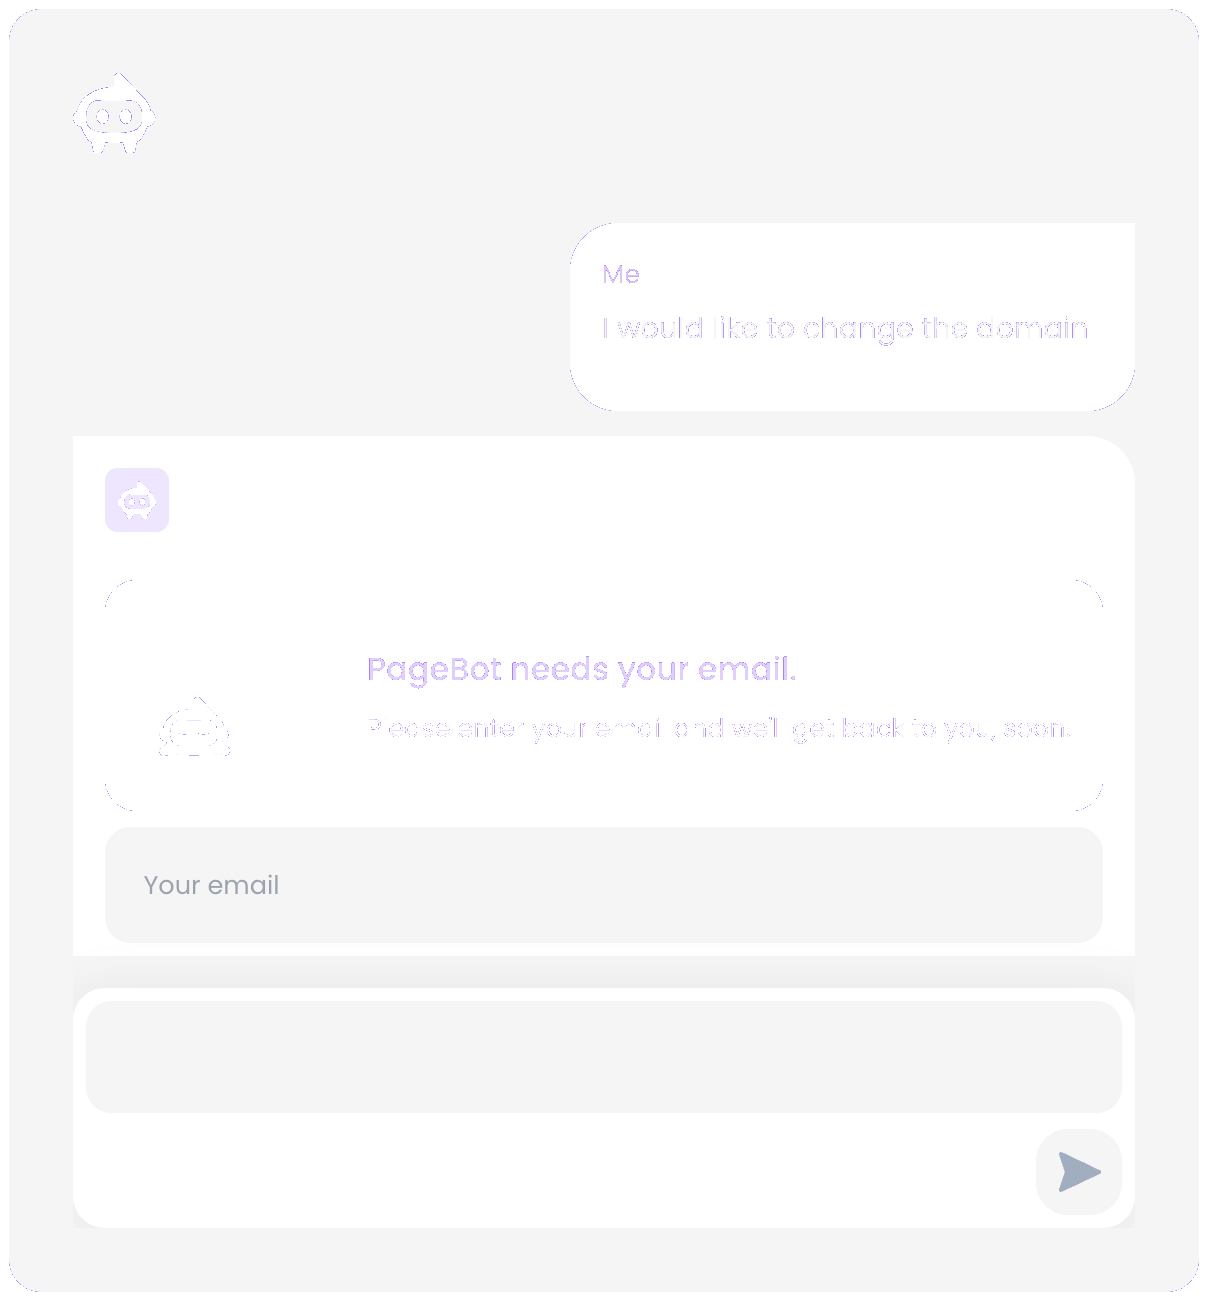 Me
I would like to change the domain
PageBot needs your email.
Please enter your email and we'll get back to you, soon.
Your email